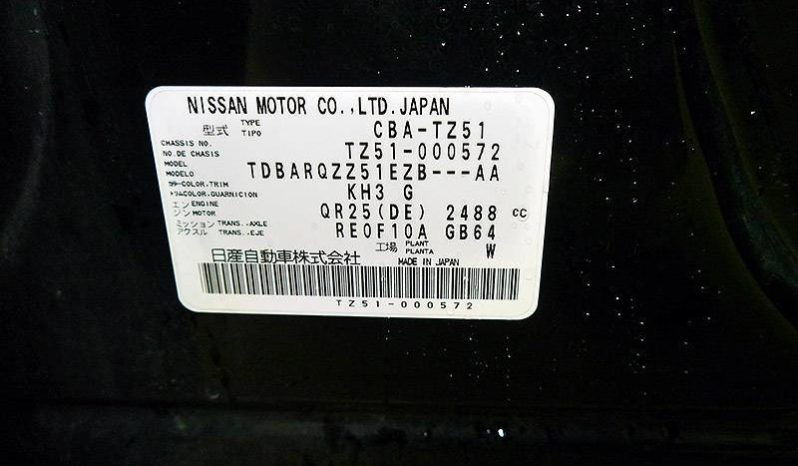 NISSAN MOTOR CO.,LTD.JAPAN
型式 TYPE TIPO CBA-TZ51
CHASSIS NO. NO.DE CHASIS TZ51-000572
MODEL MODELO TDBARQZZ51EZB---AA
カラー COLOR,TRIM トリム COLOR,GUARNICION KH3 G
エンジン ENGINE MOTOR QR25(DE) 2488 cc
ミッション TRANS.,AXLE アクスル TRANS.,EJE RE0F10A GB64
工場 PLANT PLANTA W
日産自動車株式会社 MADE IN JAPAN
TZ51-000572